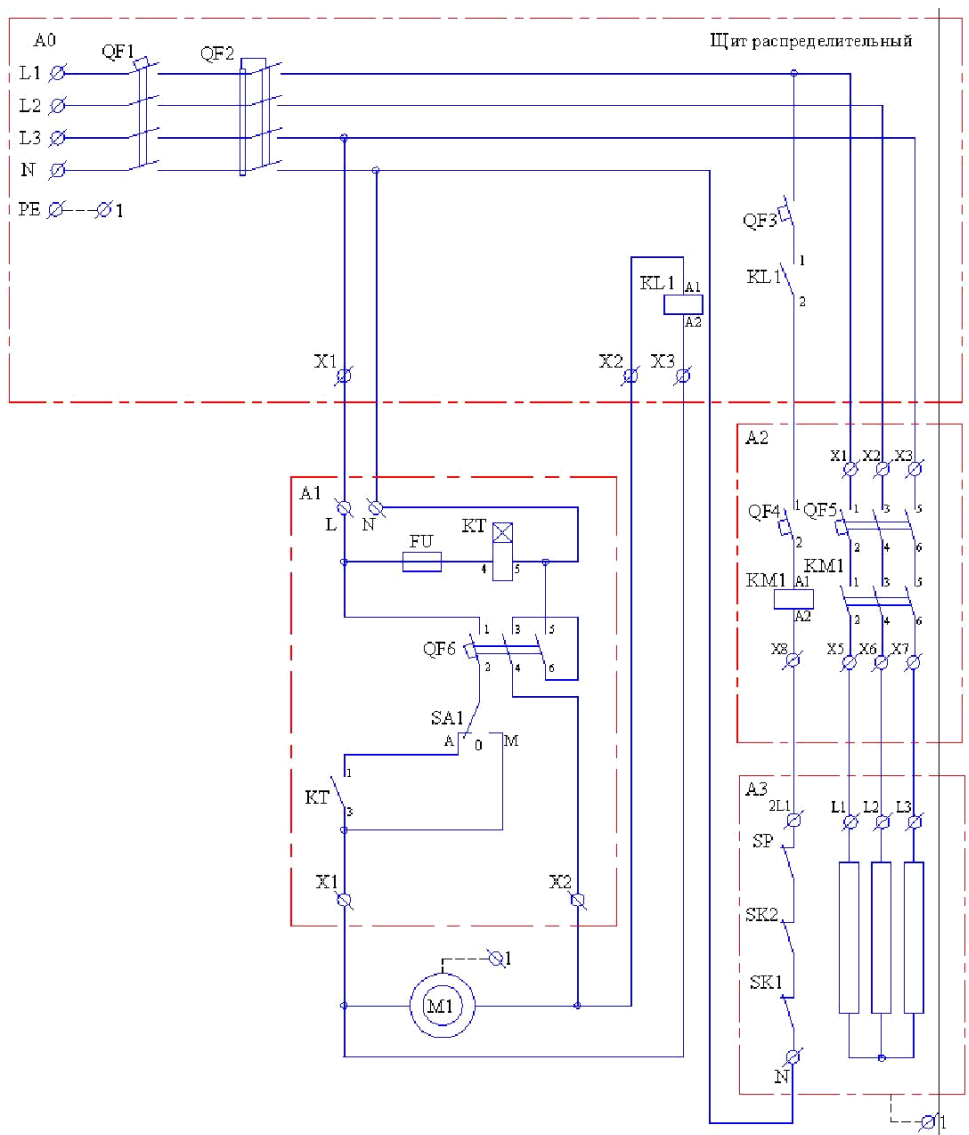 A0
QF1
QF2
Щит распределительный
L1
L2
L3
N
PE
1
QF3
1
KL1
2
KL1
A1
A2
X1
X2
X3
A2
X1
X2
X3
A1
L
N
KT
FU
4
5
QF4
1
2
QF5
1
3
5
2
4
6
KM1
A1
A2
KM1
1
3
5
2
4
6
QF6
1
3
5
2
4
6
X8
X5
X6
X7
SA1
A
0
M
KT
1
3
A3
2L1
L1
L2
L3
SP
X1
X2
SK2
1
SK1
M1
N
1